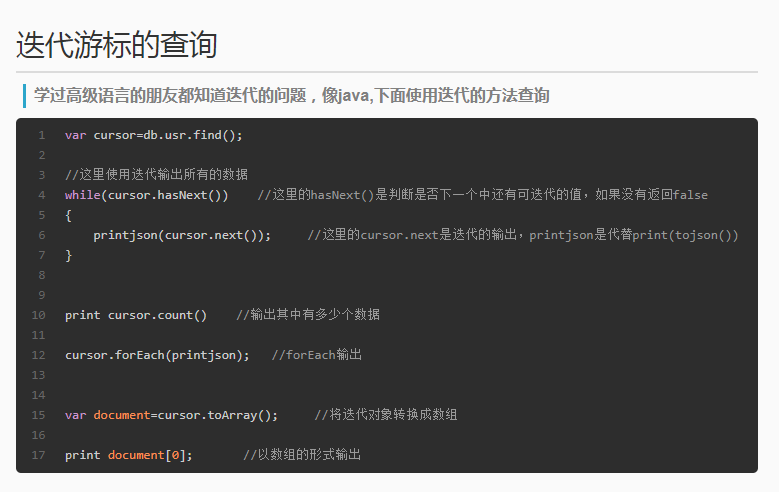 迭代游标的查询
学过高级语言的朋友都知道迭代的问题，像java,下面使用迭代的方法查询
1 var cursor=db.usr.find();
2
3 //这里使用迭代输出所有的数据
4 while(cursor.hasNext()) //这里的hasNext()是判断是否下一个中还有可迭代的值，如果没有返回false
5 {
6 printjson(cursor.next()); //这里的cursor.next是迭代的输出，printjson是代替print(tojson())
7 }
8
9
10 print cursor.count() //输出其中有多少个数据
11
12 cursor.forEach(printjson); //forEach输出
13
14
15 var document=cursor.toArray(); //将迭代对象转换成数组
16
17 print document[0]; //以数组的形式输出